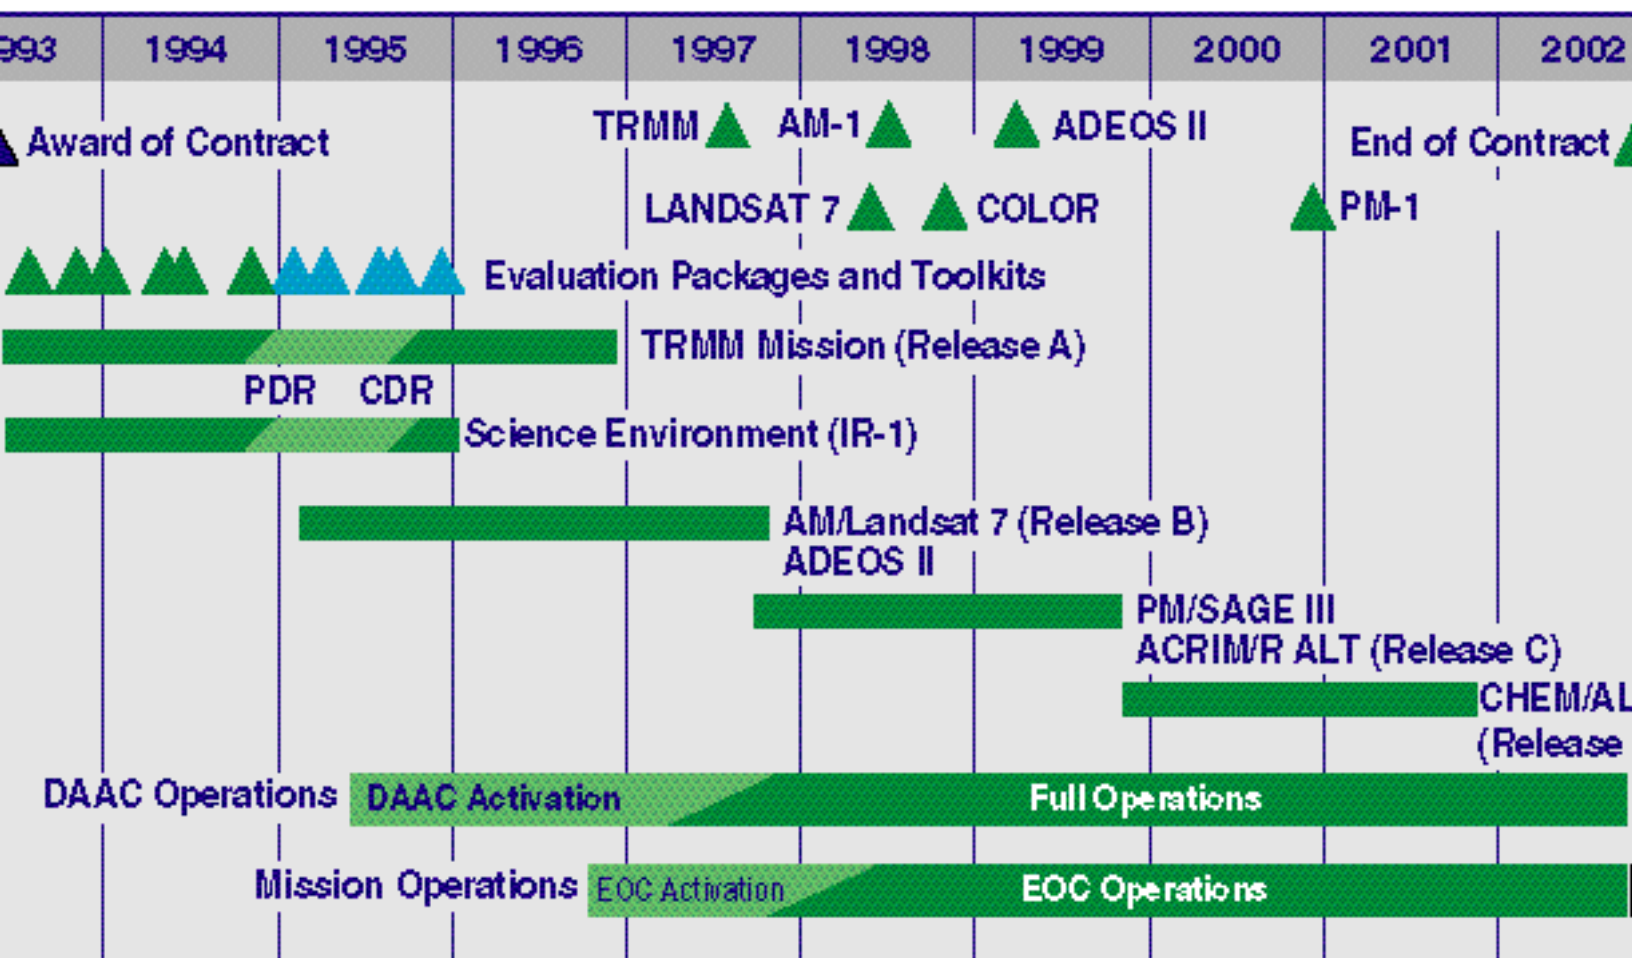 993 1994 1995 1996 1997 1998 1999 2000 2001 2002
TRMM AM-1 ADEOS II
Award of Contract End of Contract
LANDSAT 7 COLOR PM-1
Evaluation Packages and Toolkits
TRMM Mission (Release A)
PDR CDR
Science Environment (IR-1)
AM/Landsat 7 (Release B)
ADEOS II
PM/SAGE III
ACRIM/R ALT (Release C)
CHEM/AL
(Release
DAAC Operations DAAC Activation Full Operations
Mission Operations EOC Activation EOC Operations